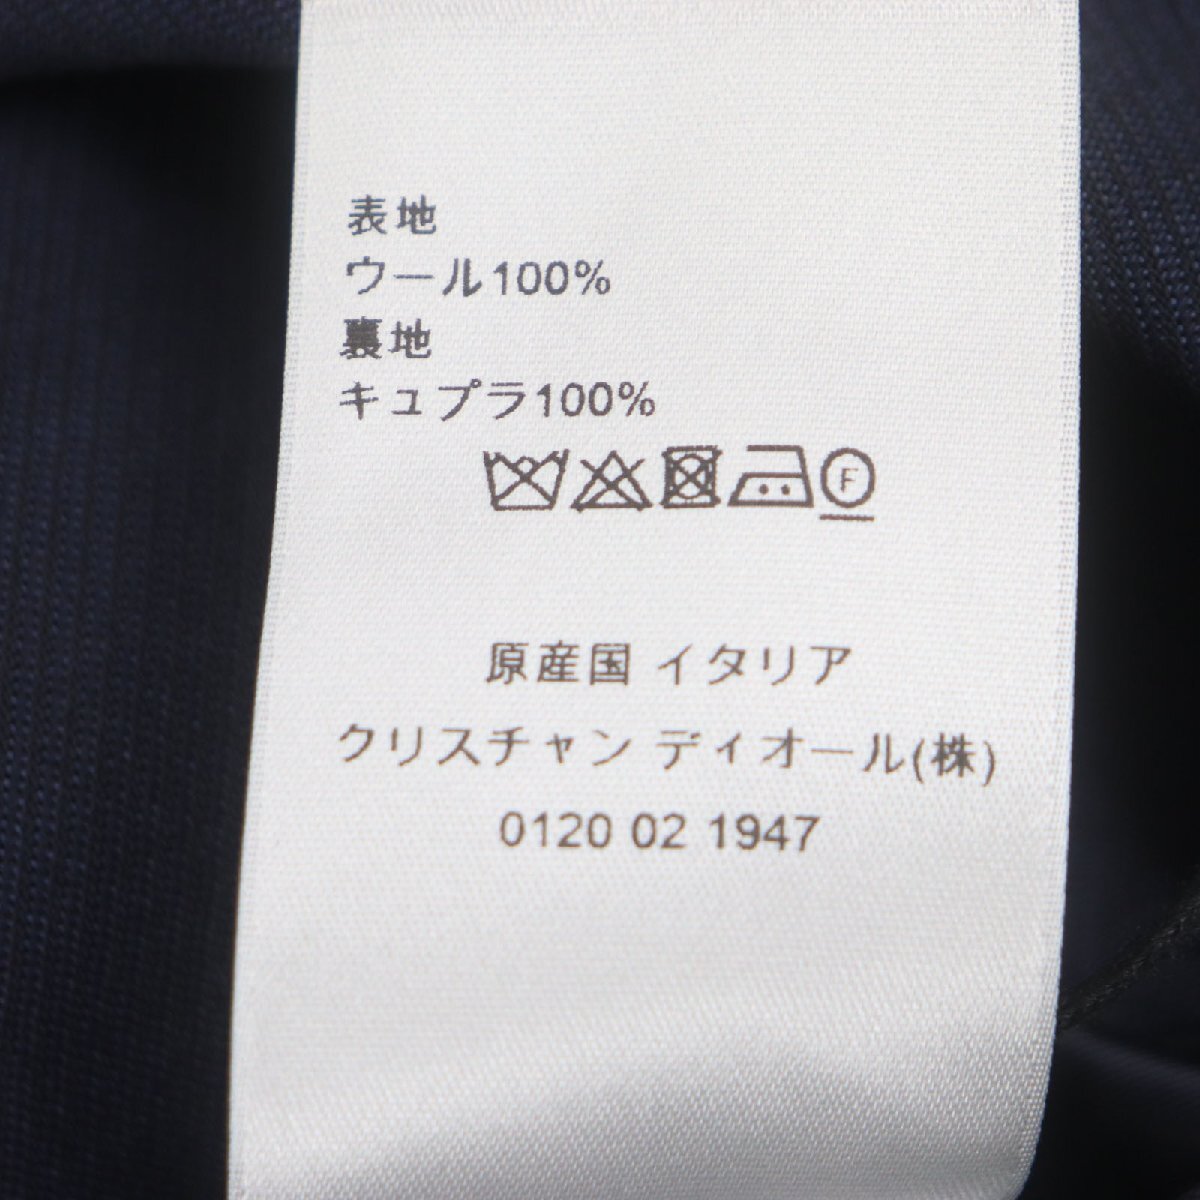 表地
ウール100%
裏地
キュプラ100%
F
原産国 イタリア
クリスチャン ディオール(株)
0120 02 1947